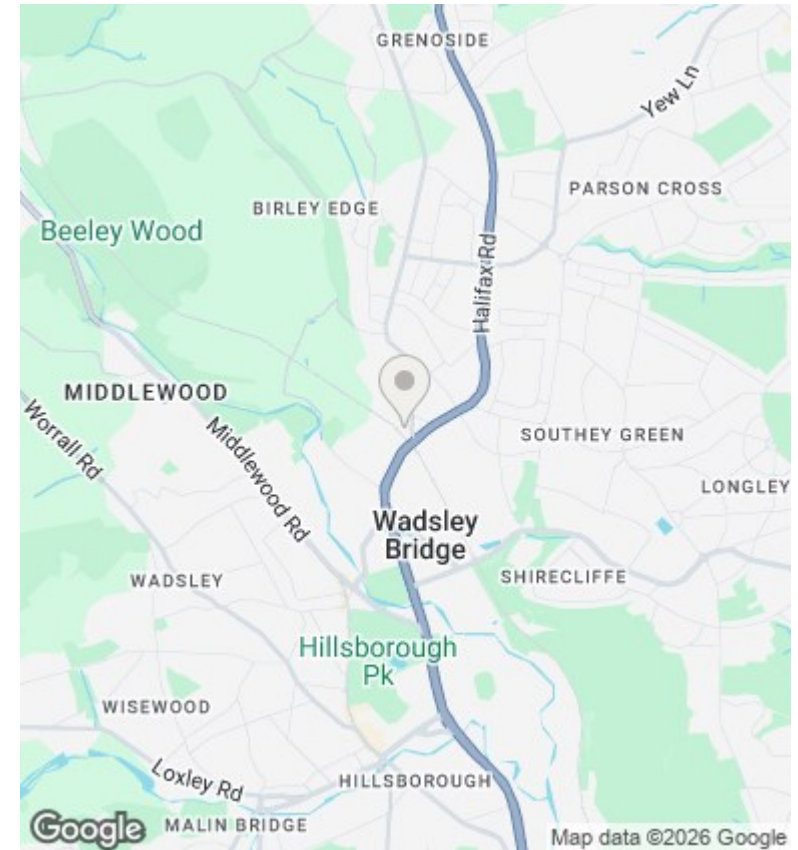 GRENOSIDE
Yew Ln
PARSON CROSS
BIRLEY EDGE
Beeley Wood
Halifax Rd
MIDDLEWOOD
Worrall Rd
Middlewood Rd
SOUTHEY GREEN
LONGLEY
Wadsley
Bridge
WADSLEY
SHIRECLIFFE
Hillsborough
Pk
WISEWOOD
Loxley Rd
HILLSBOROUGH
Google
MALIN BRIDGE
Map data ©2026 Google